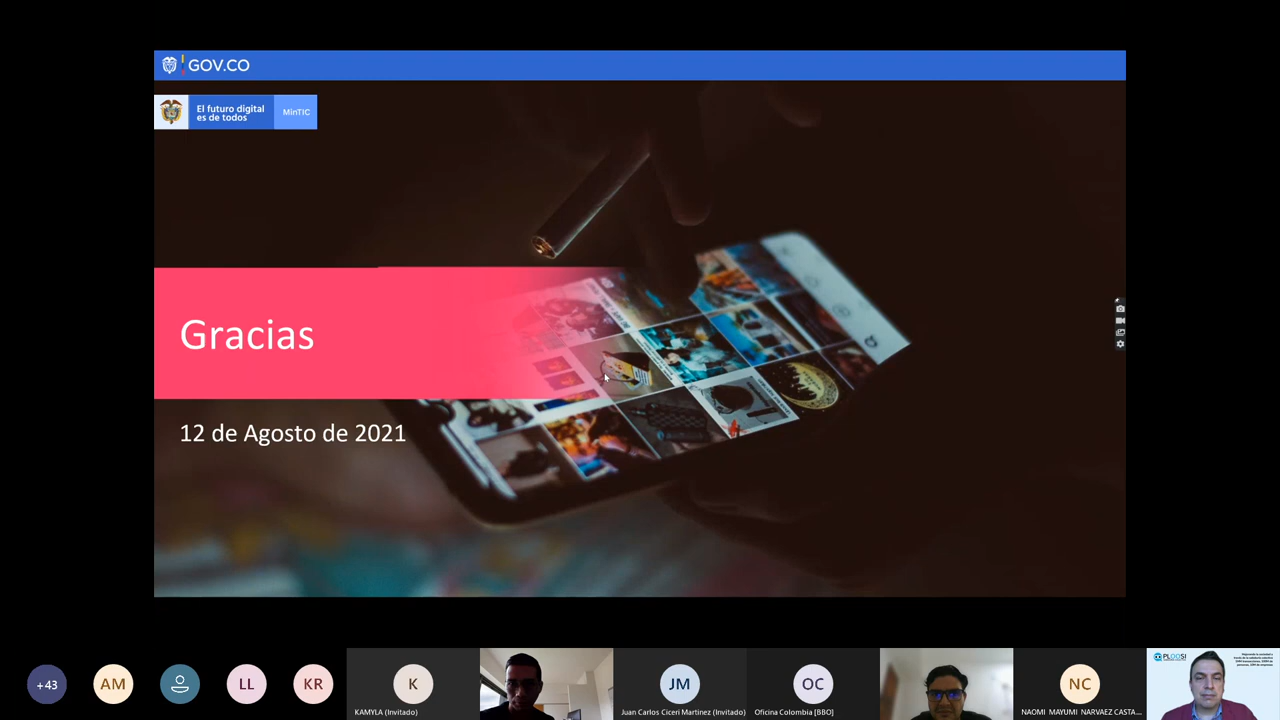 GOV.CO
El futuro digital
es de todos
MinTIC
Gracias
12 de Agosto de 2021
+43
AM
LL
KR
K
KAMYLA (Invitado)
JM
Juan Carlos Ciceri Martinez (Invitado)
OC
Oficina Colombia [BBO]
NC
NAOMI MAYUMI NARVAEZ CASTA...